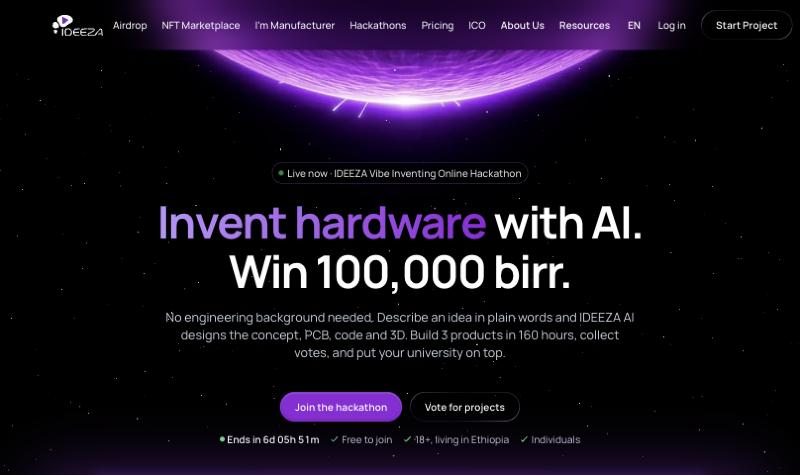 IDEEZA
Airdrop NFT Marketplace I'm Manufacturer Hackathons Pricing ICO About Us Resources EN Log in Start Project
Live now · IDEEZA Vibe Inventing Online Hackathon
Invent hardware with AI.
Win 100,000 birr.
No engineering background needed. Describe an idea in plain words and IDEEZA AI
designs the concept, PCB, code and 3D. Build 3 products in 160 hours, collect
votes, and put your university on top.
Join the hackathon Vote for projects
Ends in 6d 05h 51m ✓ Free to join ✓ 18+, living in Ethiopia ✓ Individuals